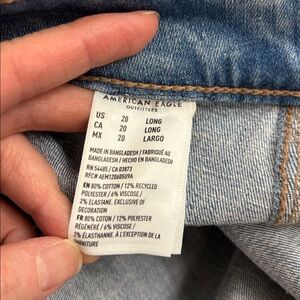 AMERICAN EAGLE
OUTFITTERS
US 20 LONG
CA 20 LONG
MX 20 LARGO
MADE IN BANGLADESH / FABRIQUÉ AU
BANGLADESH / HECHO EN BANGLADESH
RN 54485 / CA 03873
RFC# AEM1206050H9A
EN 80% COTTON / 12% RECYCLED
POLYESTER / 6% VISCOSE /
2% ELASTANE. EXCLUSIVE OF
DECORATION
FR 80% COTON / 12% POLYESTER
RÉGÉNÉRÉ / 6% VISCOSE /
2% ÉLASTHANNE. À L'EXCEPTION DE LA
GARNITURE